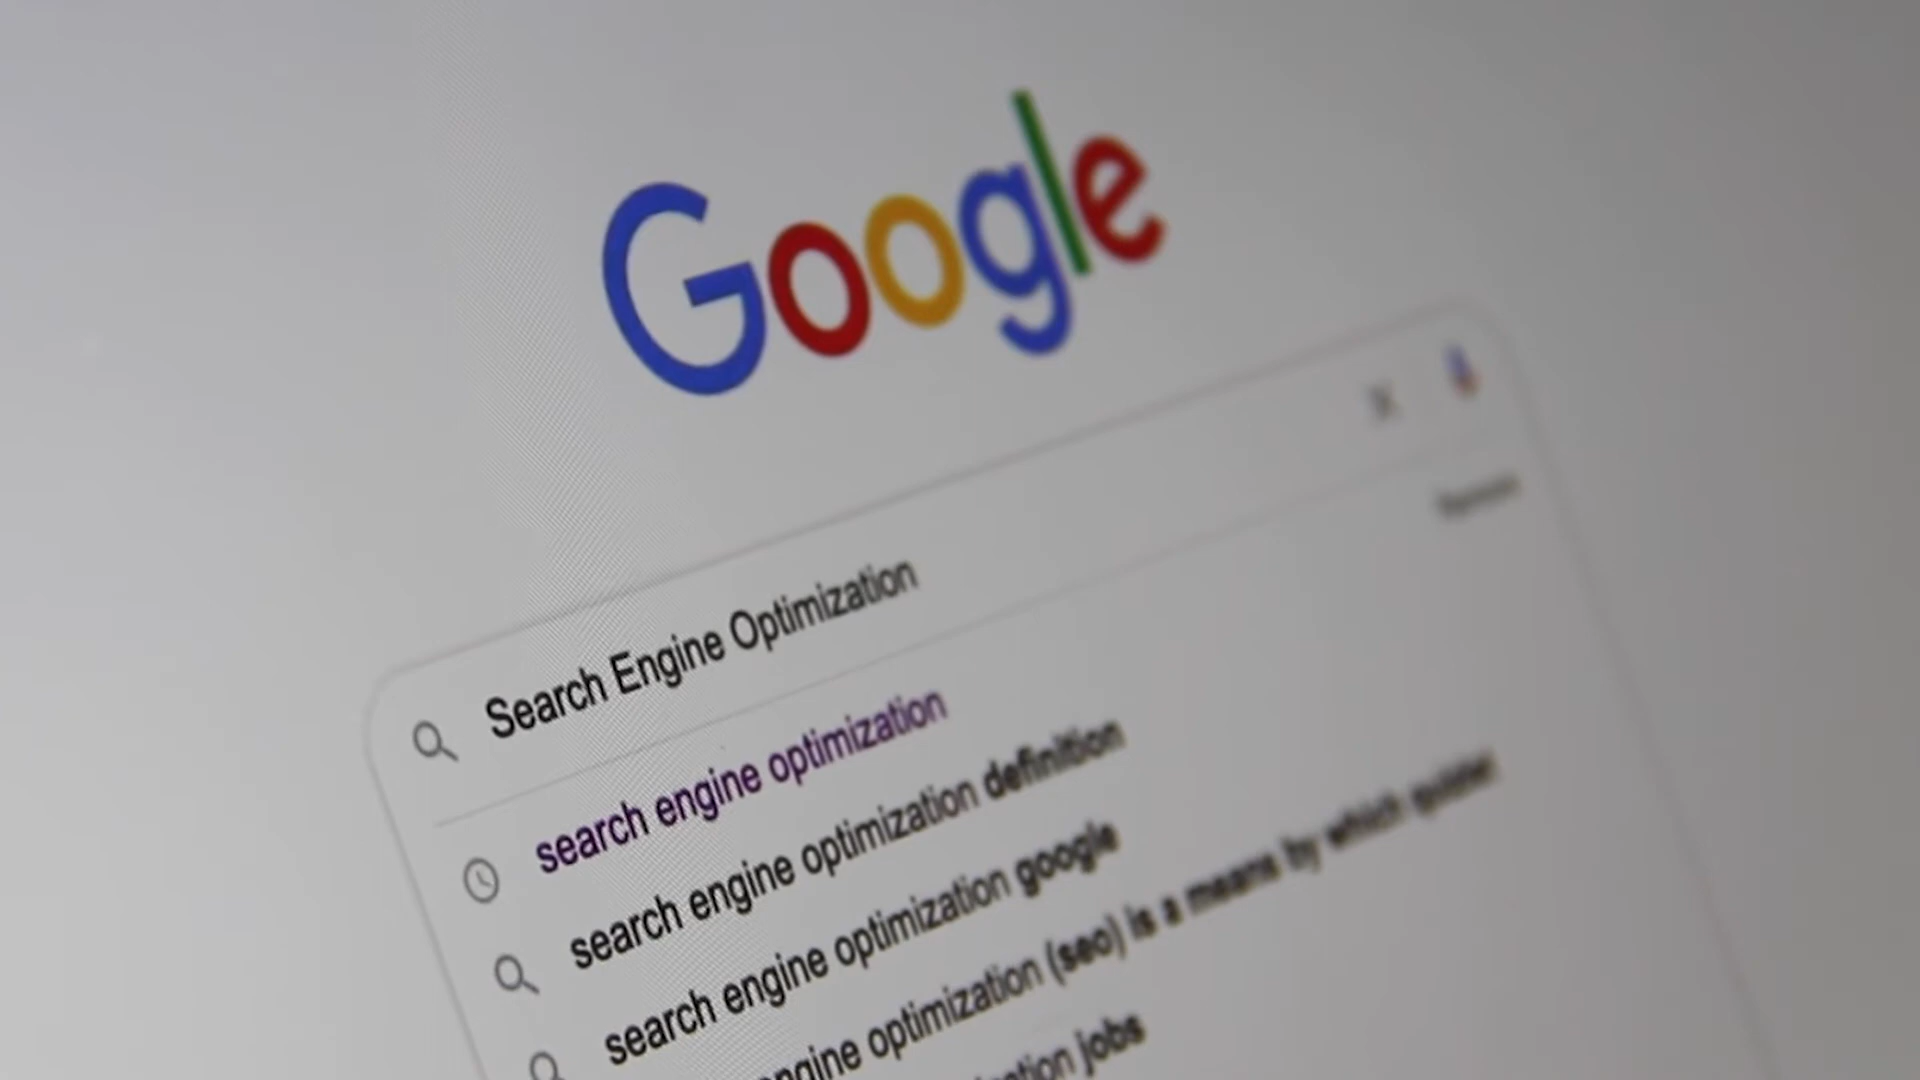 Google
Search Engine Optimization
search engine optimization
search engine optimization definition
search engine optimization google
engine optimization (seo) is a means by which
jobs